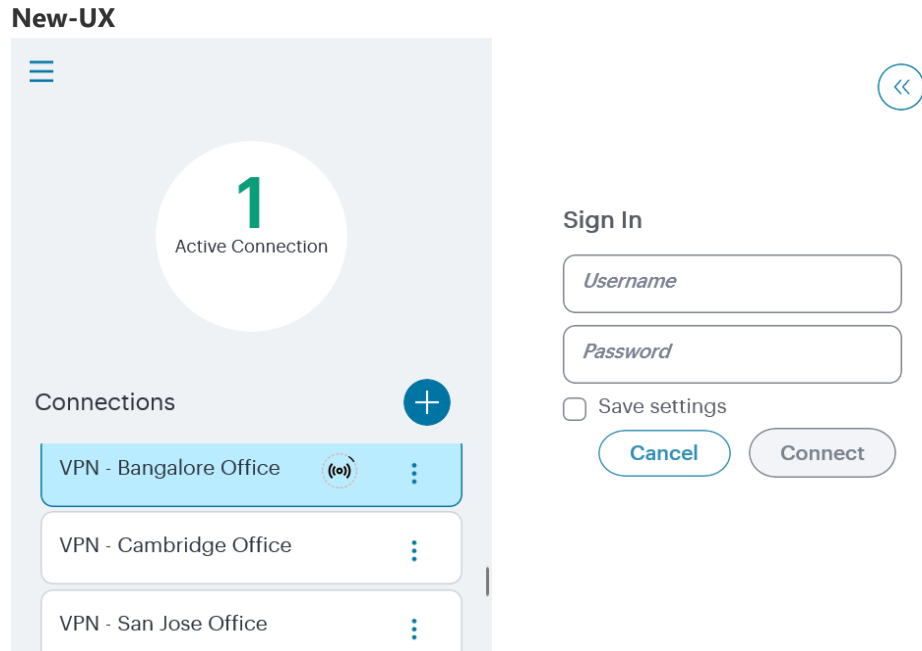 New-UX
1
Active Connection
Connections
VPN - Bangalore Office
VPN - Cambridge Office
VPN - San Jose Office
Sign In
Username
Password
Save settings
Cancel
Connect